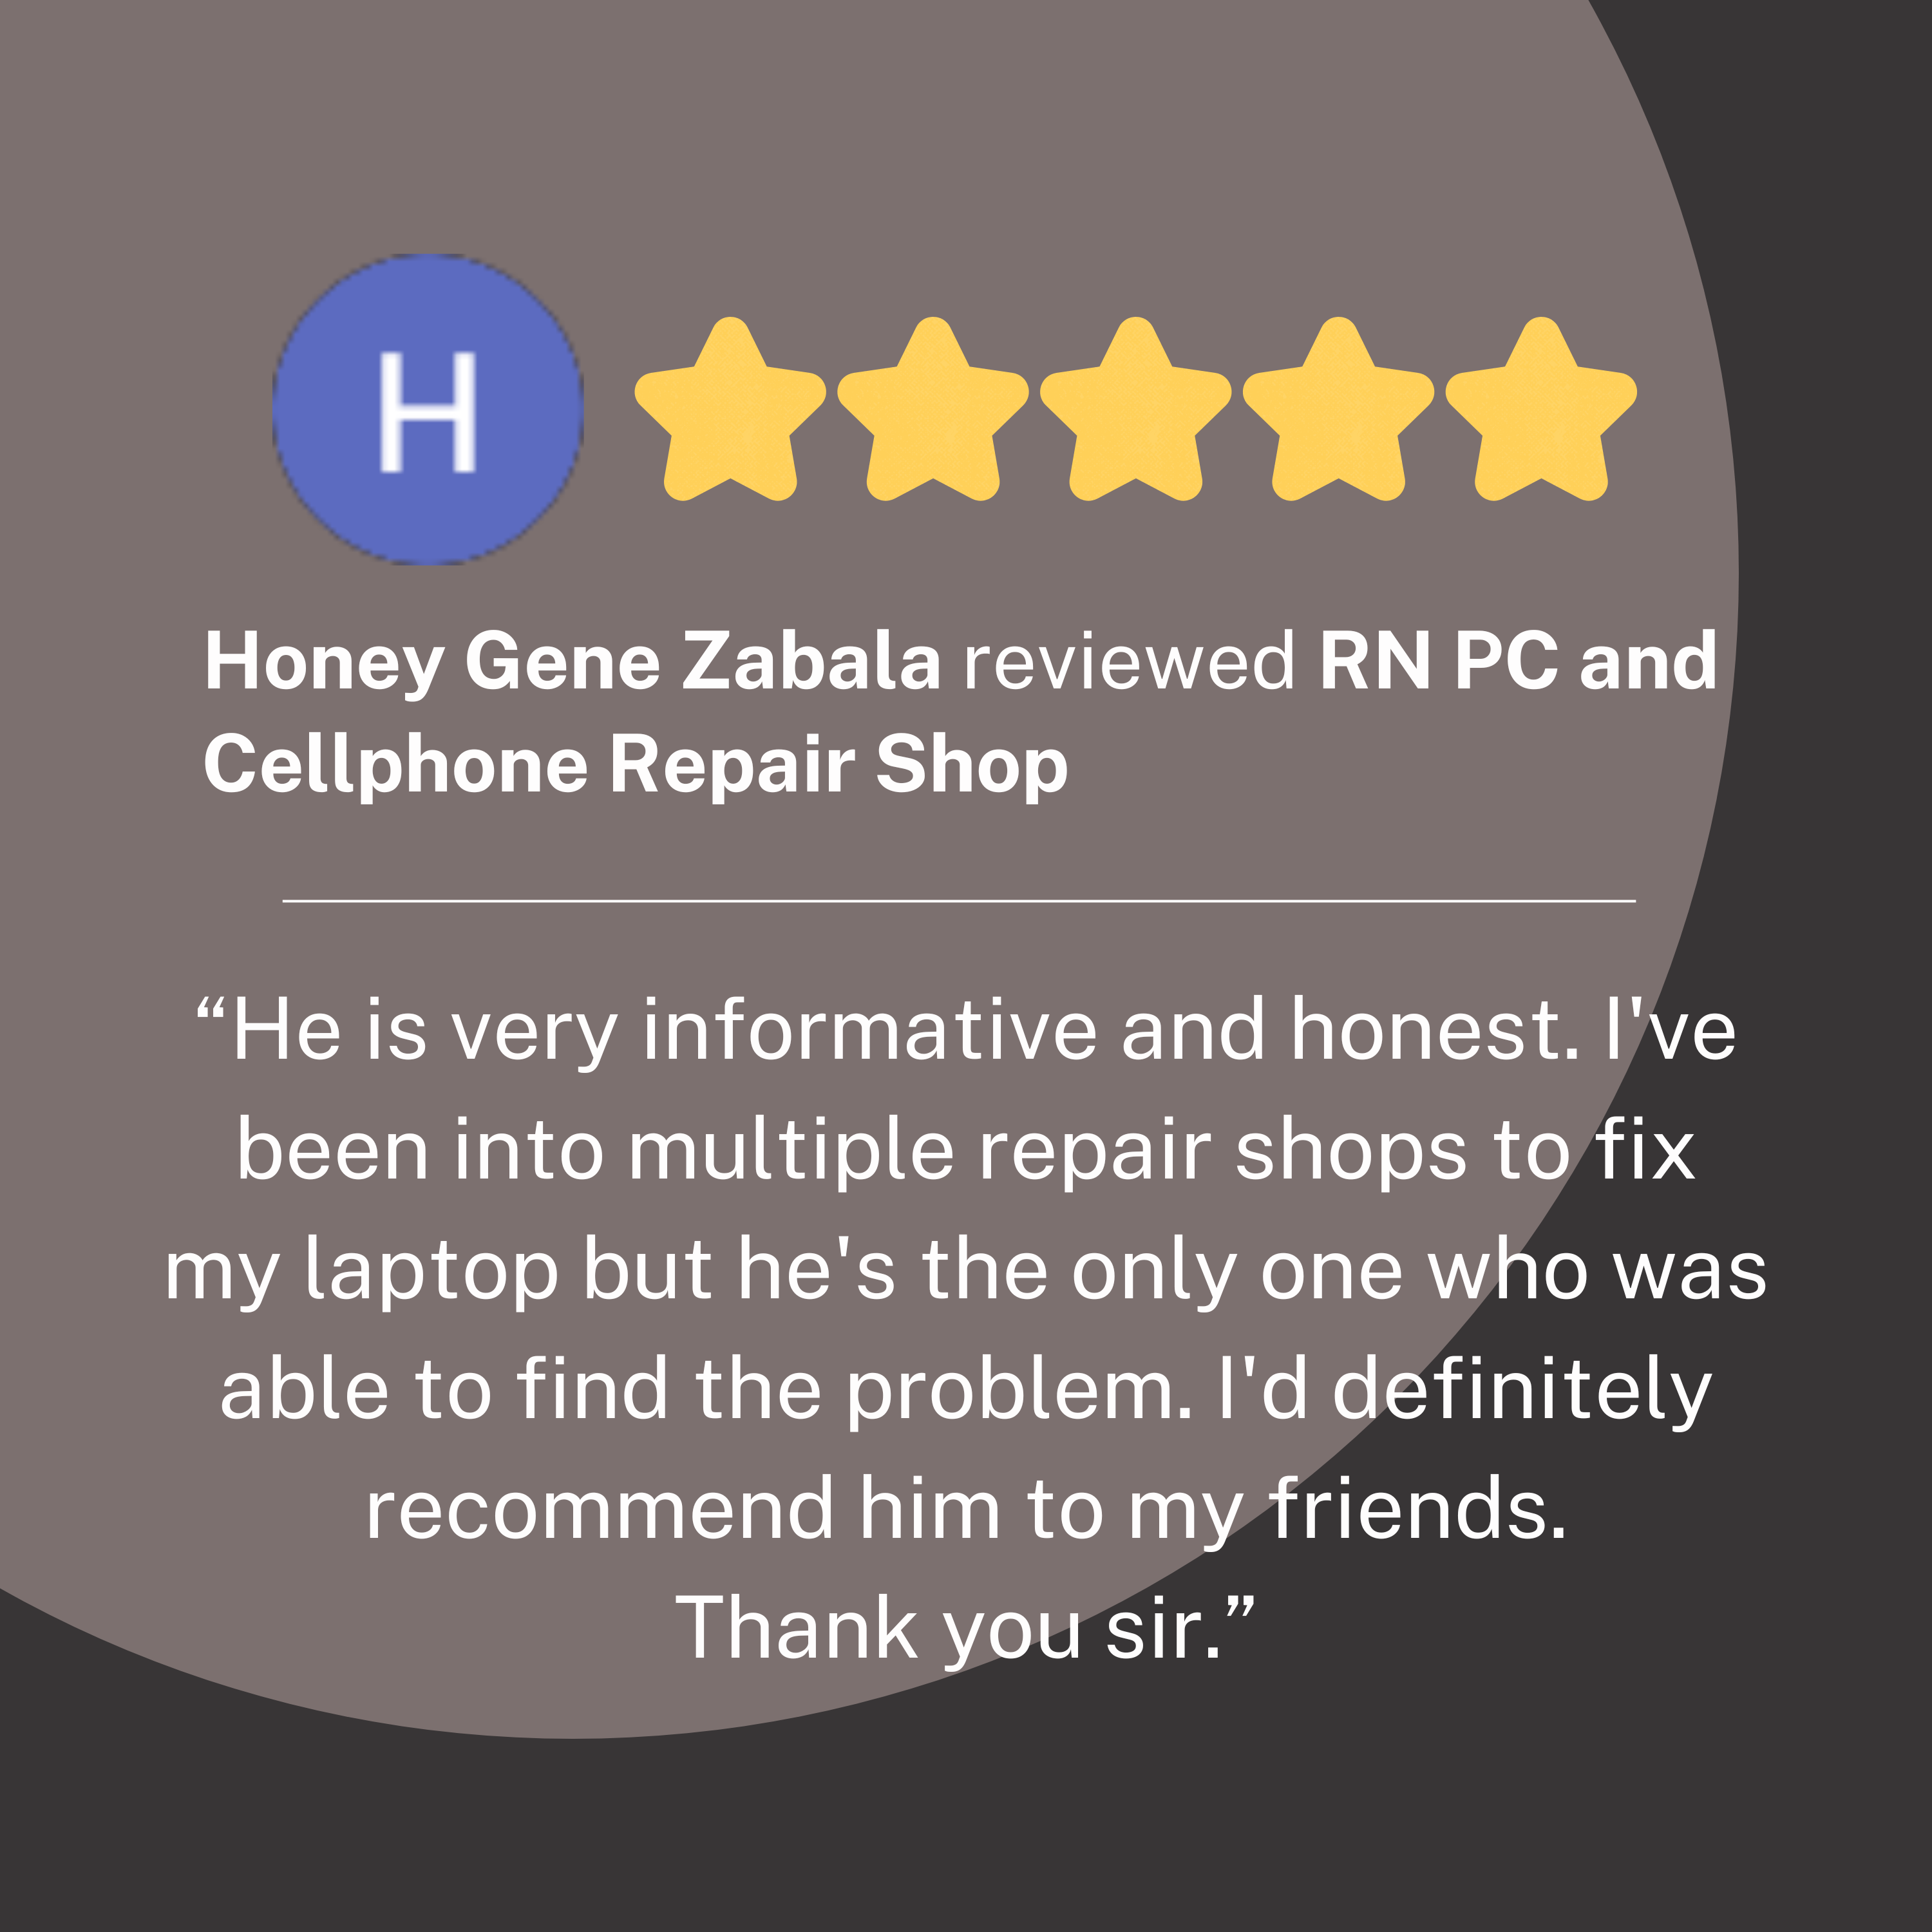 H
Honey Gene Zabala reviewed RN PC and
Cellphone Repair Shop
“He is very informative and honest. I've
been into multiple repair shops to fix
my laptop but he's the only one who was
able to find the problem. I'd definitely
recommend him to my friends.
Thank you sir.”